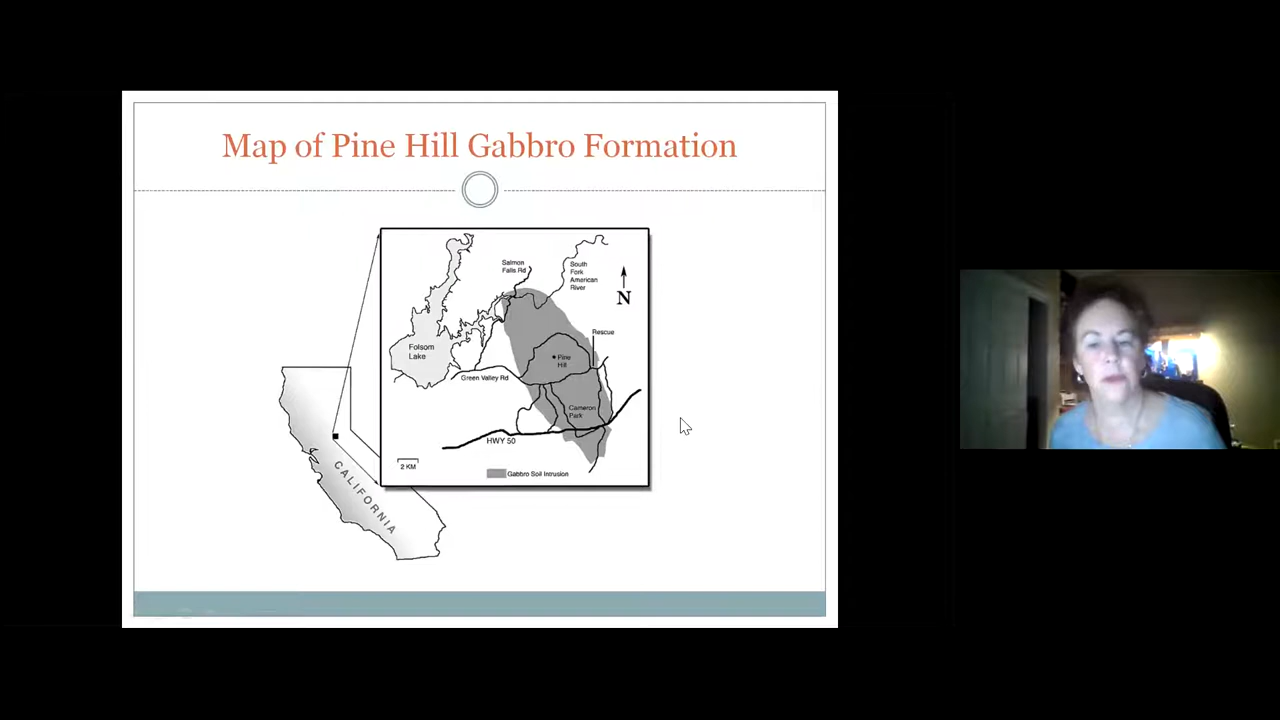 Map of Pine Hill Gabbro Formation
Salmon
Falls Rd
South
Fork
American
River
N
Rescue
Folsom
Lake
Pine
Hill
Green Valley Rd
Cameron
Park
HWY 50
2 KM
Gabbro Soil Intrusion
CALIFORNIA